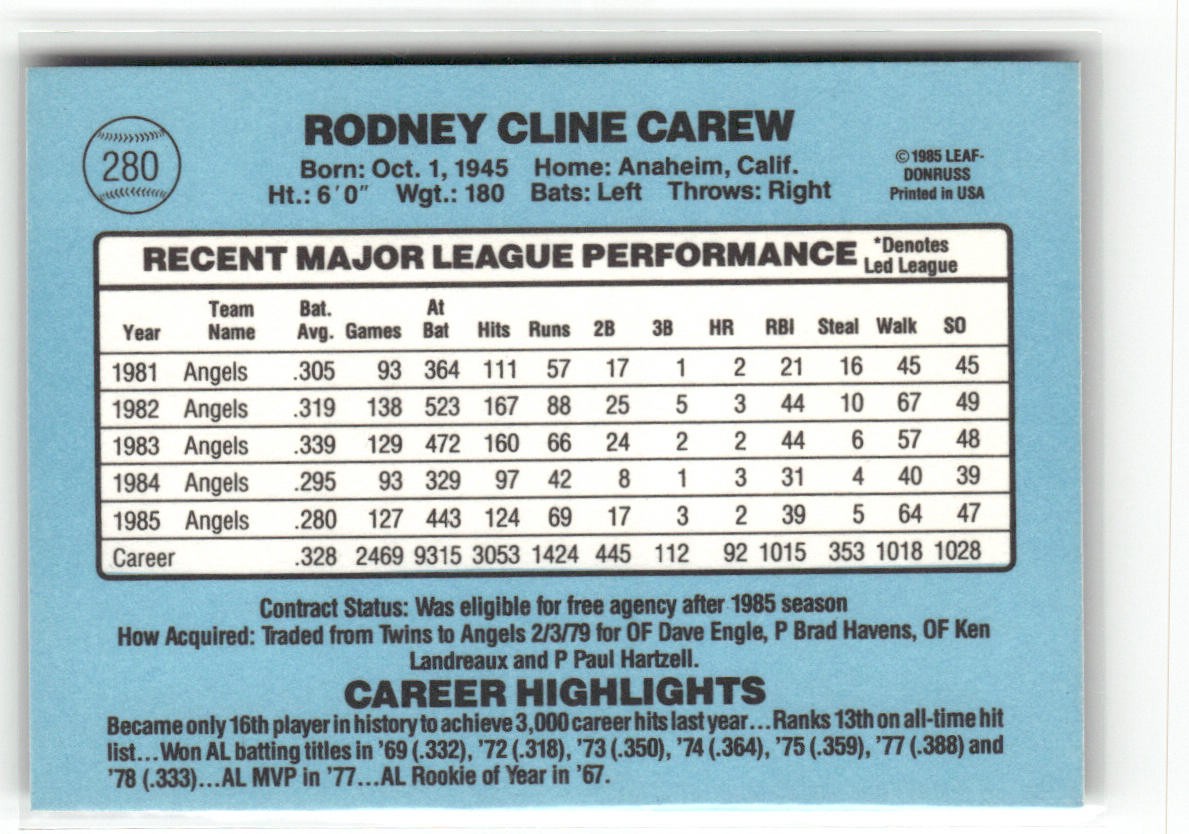 280
RODNEY CLINE CAREW
Born: Oct. 1, 1945 Home: Anaheim, Calif.
Ht.: 6'0" Wgt.: 180 Bats: Left Throws: Right
©1985 LEAF-
DONRUSS
Printed in USA
RECENT MAJOR LEAGUE PERFORMANCE *Denotes
Led League
Year Team Name Bat. Avg. Games At Bat Hits Runs 2B 3B HR RBI Steal Walk SO
1981 Angels .305 93 364 111 57 17 1 2 21 16 45 45
1982 Angels .319 138 523 167 88 25 5 3 44 10 67 49
1983 Angels .339 129 472 160 66 24 2 2 44 6 57 48
1984 Angels .295 93 329 97 42 8 1 3 31 4 40 39
1985 Angels .280 127 443 124 69 17 3 2 39 5 64 47
Career .328 2469 9315 3053 1424 445 112 92 1015 353 1018 1028
Contract Status: Was eligible for free agency after 1985 season
How Acquired: Traded from Twins to Angels 2/3/79 for OF Dave Engle, P Brad Havens, OF Ken
Landreaux and P Paul Hartzell.
CAREER HIGHLIGHTS
Became only 16th player in history to achieve 3,000 career hits last year...Ranks 13th on all-time hit
list...Won AL batting titles in '69 (.332), '72 (.318), '73 (.350), '74 (.364), '75 (.359), '77 (.388) and
'78 (.333)...AL MVP in '77...AL Rookie of Year in '67.